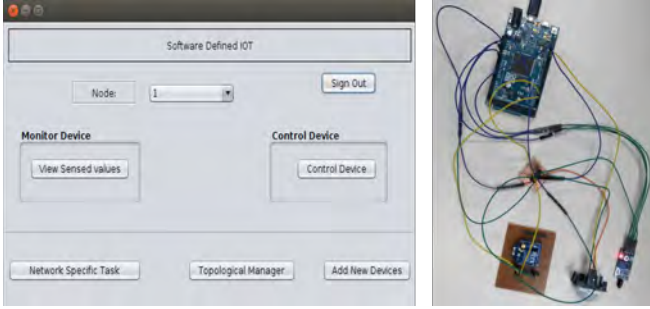 Software Defined IOT
Node:
1
Sign Out
Monitor Device
Control Device
View Sensed values
Control Device
Network Specific Task
Topological Manager
Add New Devices